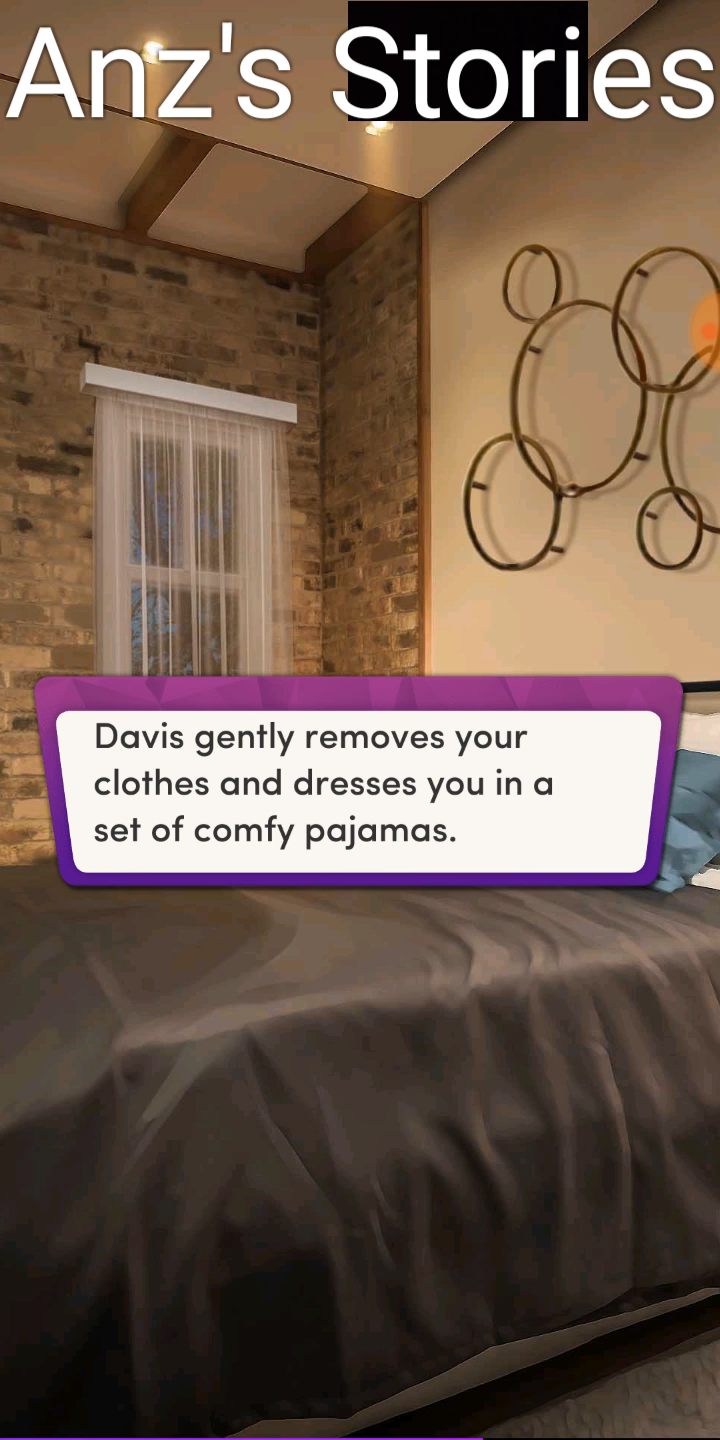 Anz's Stories
Davis gently removes your
clothes and dresses you in a
set of comfy pajamas.